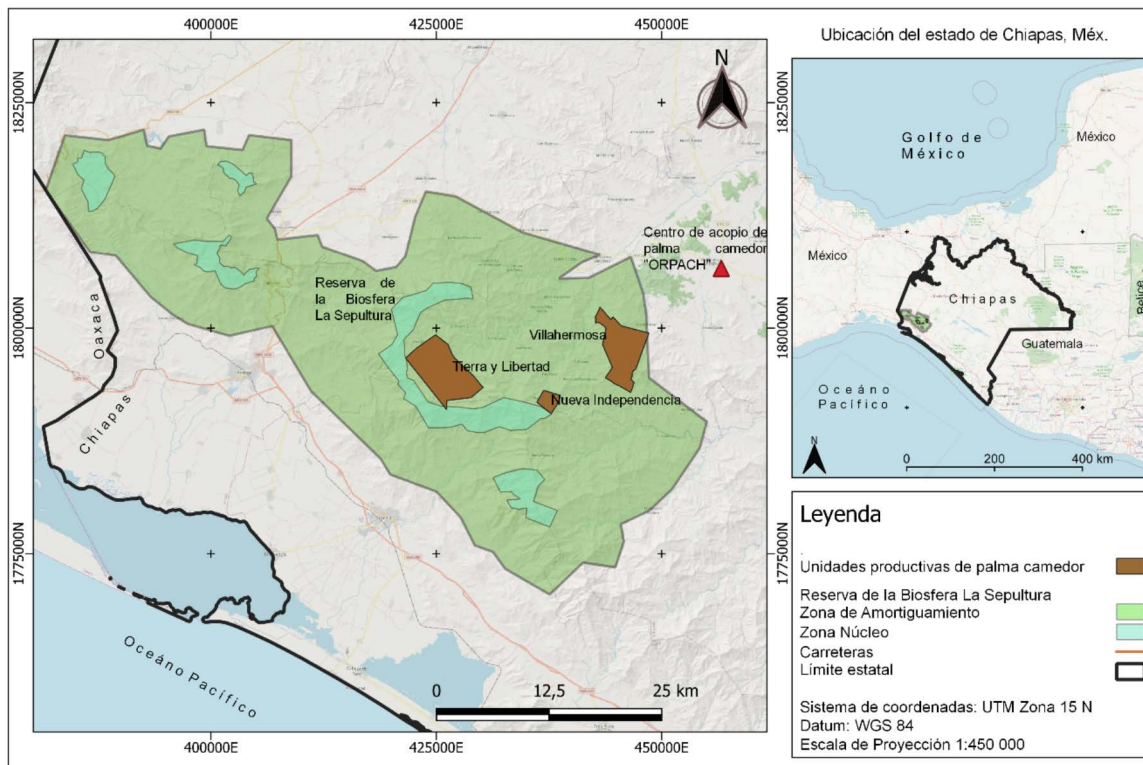 400000E
425000E
450000E
1825000N
1800000N
1775000N
N
Centro de acopio de
palma camedor
"ORPACH"
Reserva de
la Biosfera
La Sepultura
Villahermosa
Tierra y Libertad
Nueva Independencia
Oaxaca
Chiapas
Oceáno Pacífico
0 12,5 25 km
1825000N
1800000N
1775000N
400000E
425000E
450000E
Ubicación del estado de Chiapas, Méx.
Golfo de
México
México
México
Chiapas
Belice
Guatemala
Oceáno
Pacífico
N
0 200 400 km
Leyenda
Unidades productivas de palma camedor
Reserva de la Biosfera La Sepultura
Zona de Amortiguamiento
Zona Núcleo
Carreteras
Límite estatal
Sistema de coordenadas: UTM Zona 15 N
Datum: WGS 84
Escala de Proyección 1:450 000